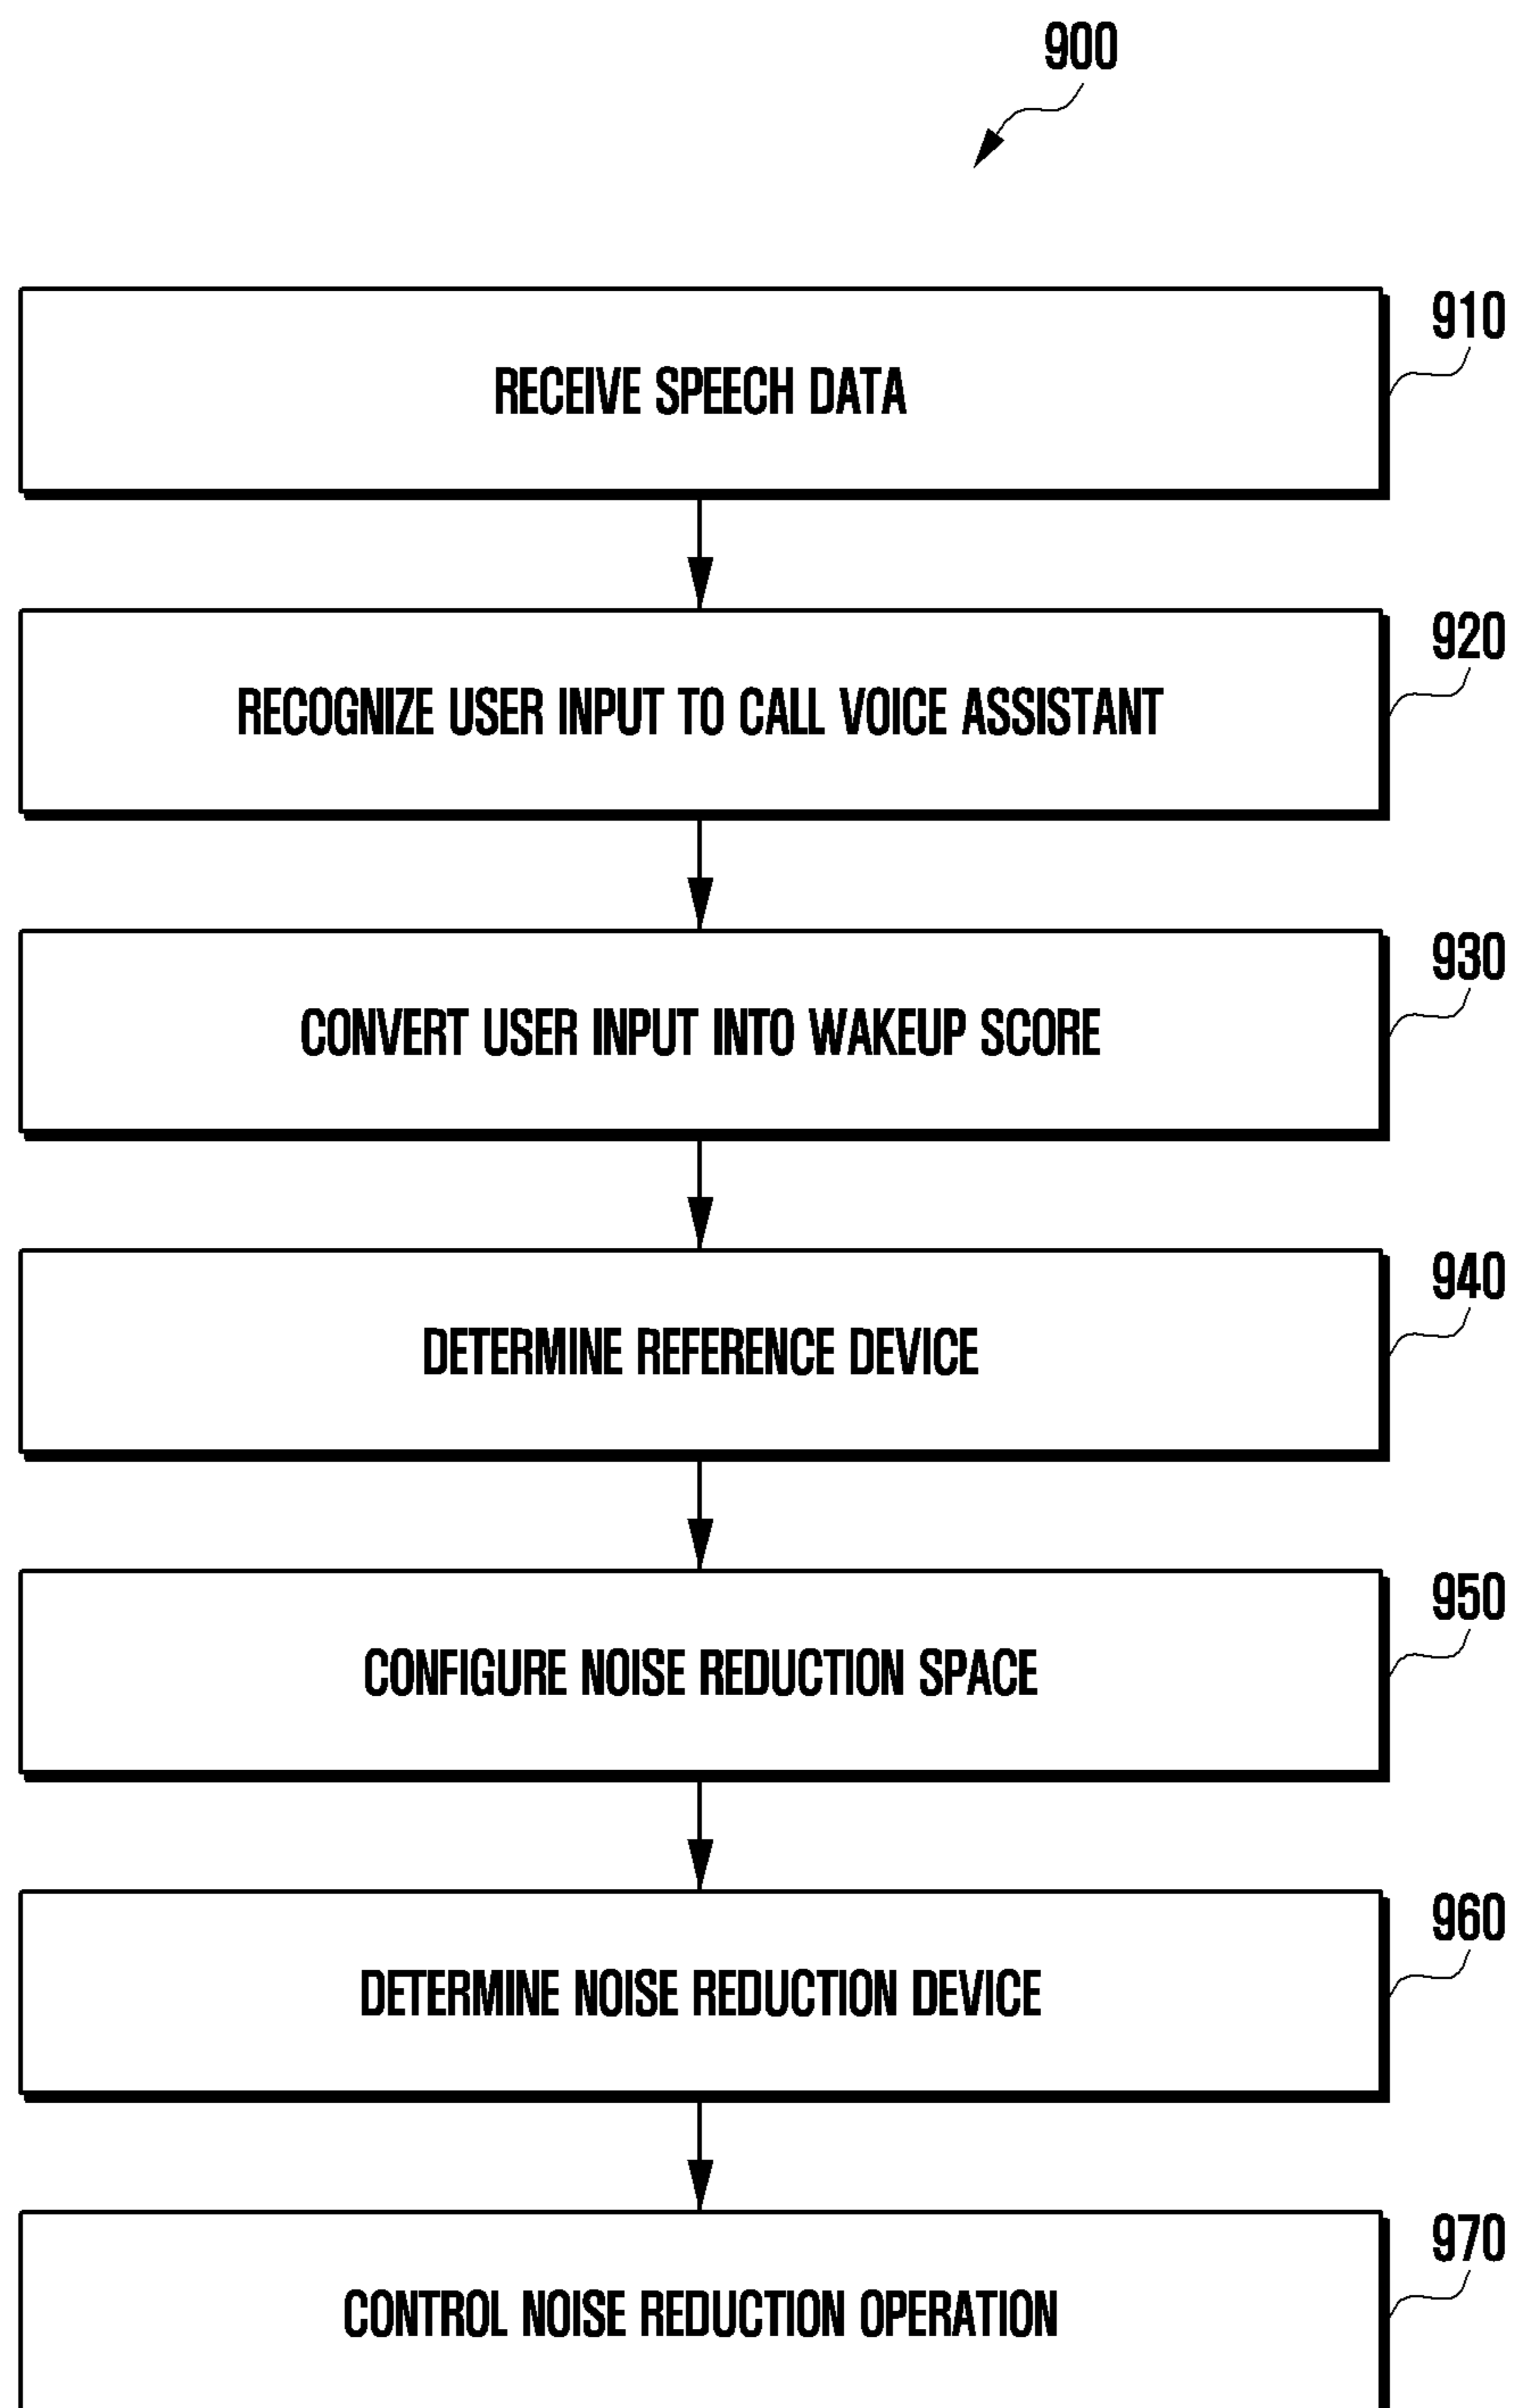 900
910
RECEIVE SPEECH DATA
920
RECOGNIZE USER INPUT TO CALL VOICE ASSISTANT
930
CONVERT USER INPUT INTO WAKEUP SCORE
940
DETERMINE REFERENCE DEVICE
950
CONFIGURE NOISE REDUCTION SPACE
960
DETERMINE NOISE REDUCTION DEVICE
970
CONTROL NOISE REDUCTION OPERATION